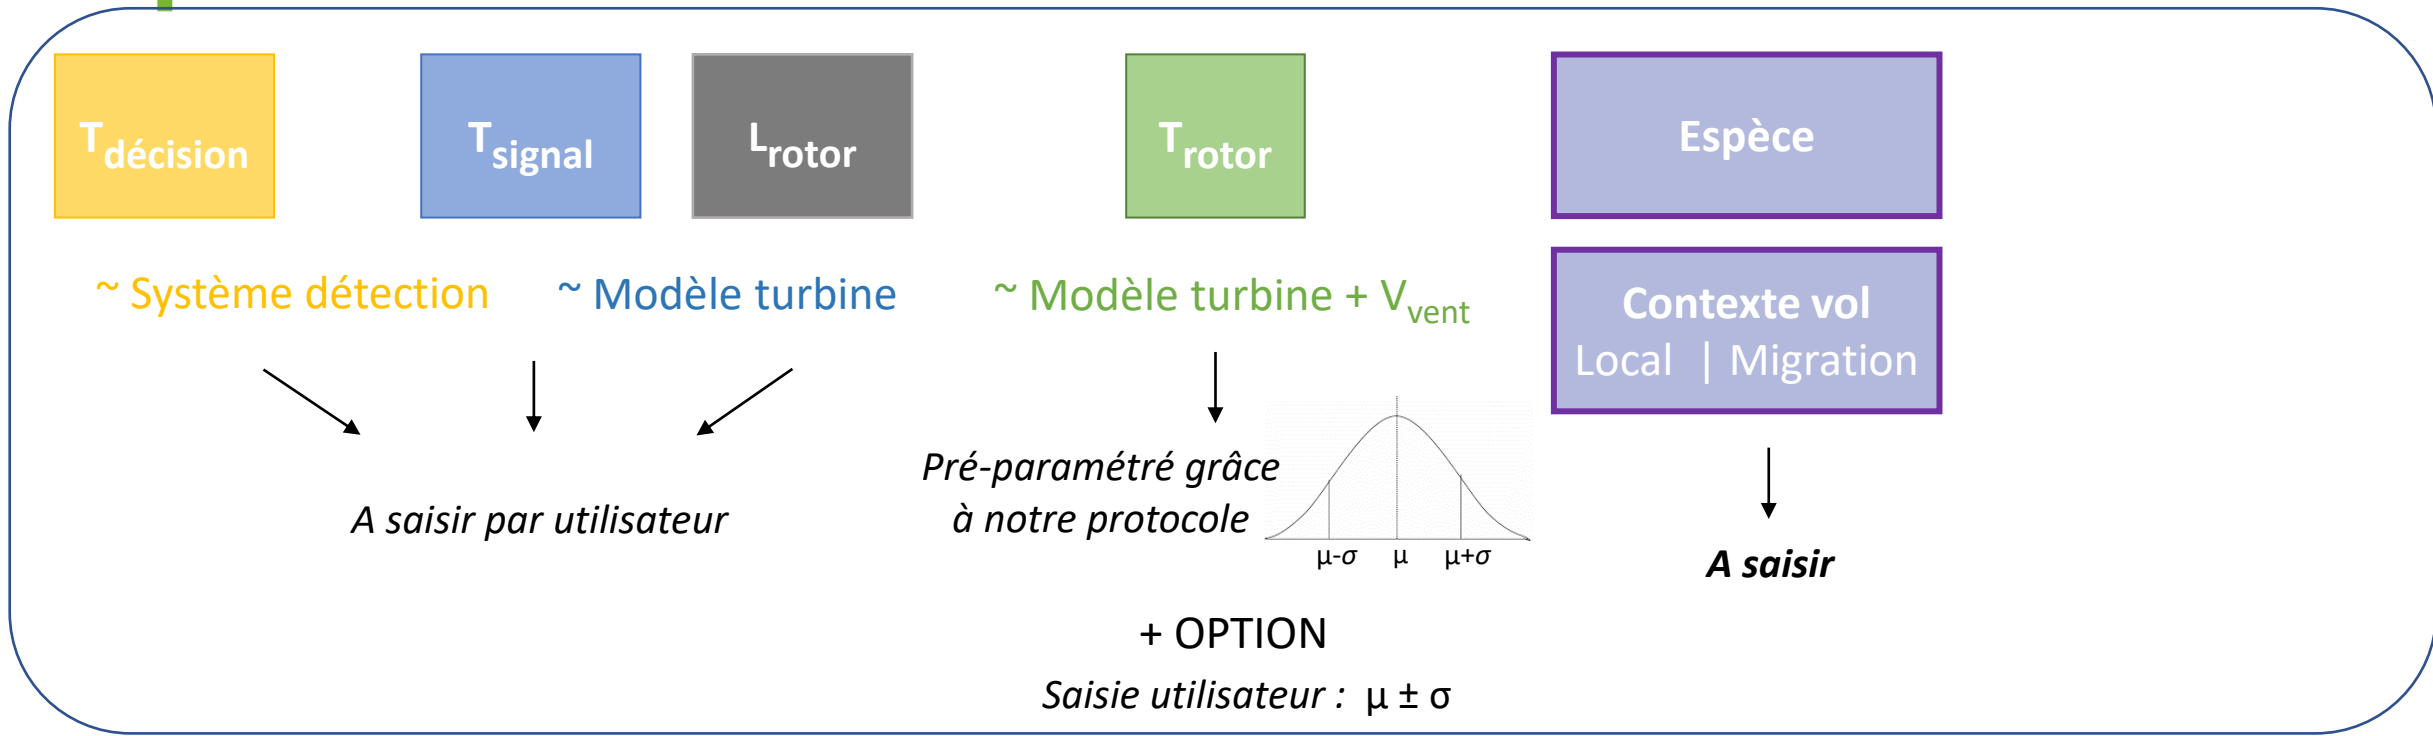 Tdécision
Tsignal
Lrotor
Trotor
Espèce
~ Système détection
~ Modèle turbine
~ Modèle turbine + Vvent
Contexte vol
Local | Migration
A saisir par utilisateur
Pré-paramétré grâce
à notre protocole
μ-σ μ μ+σ
A saisir
+ OPTION
Saisie utilisateur : μ ± σ